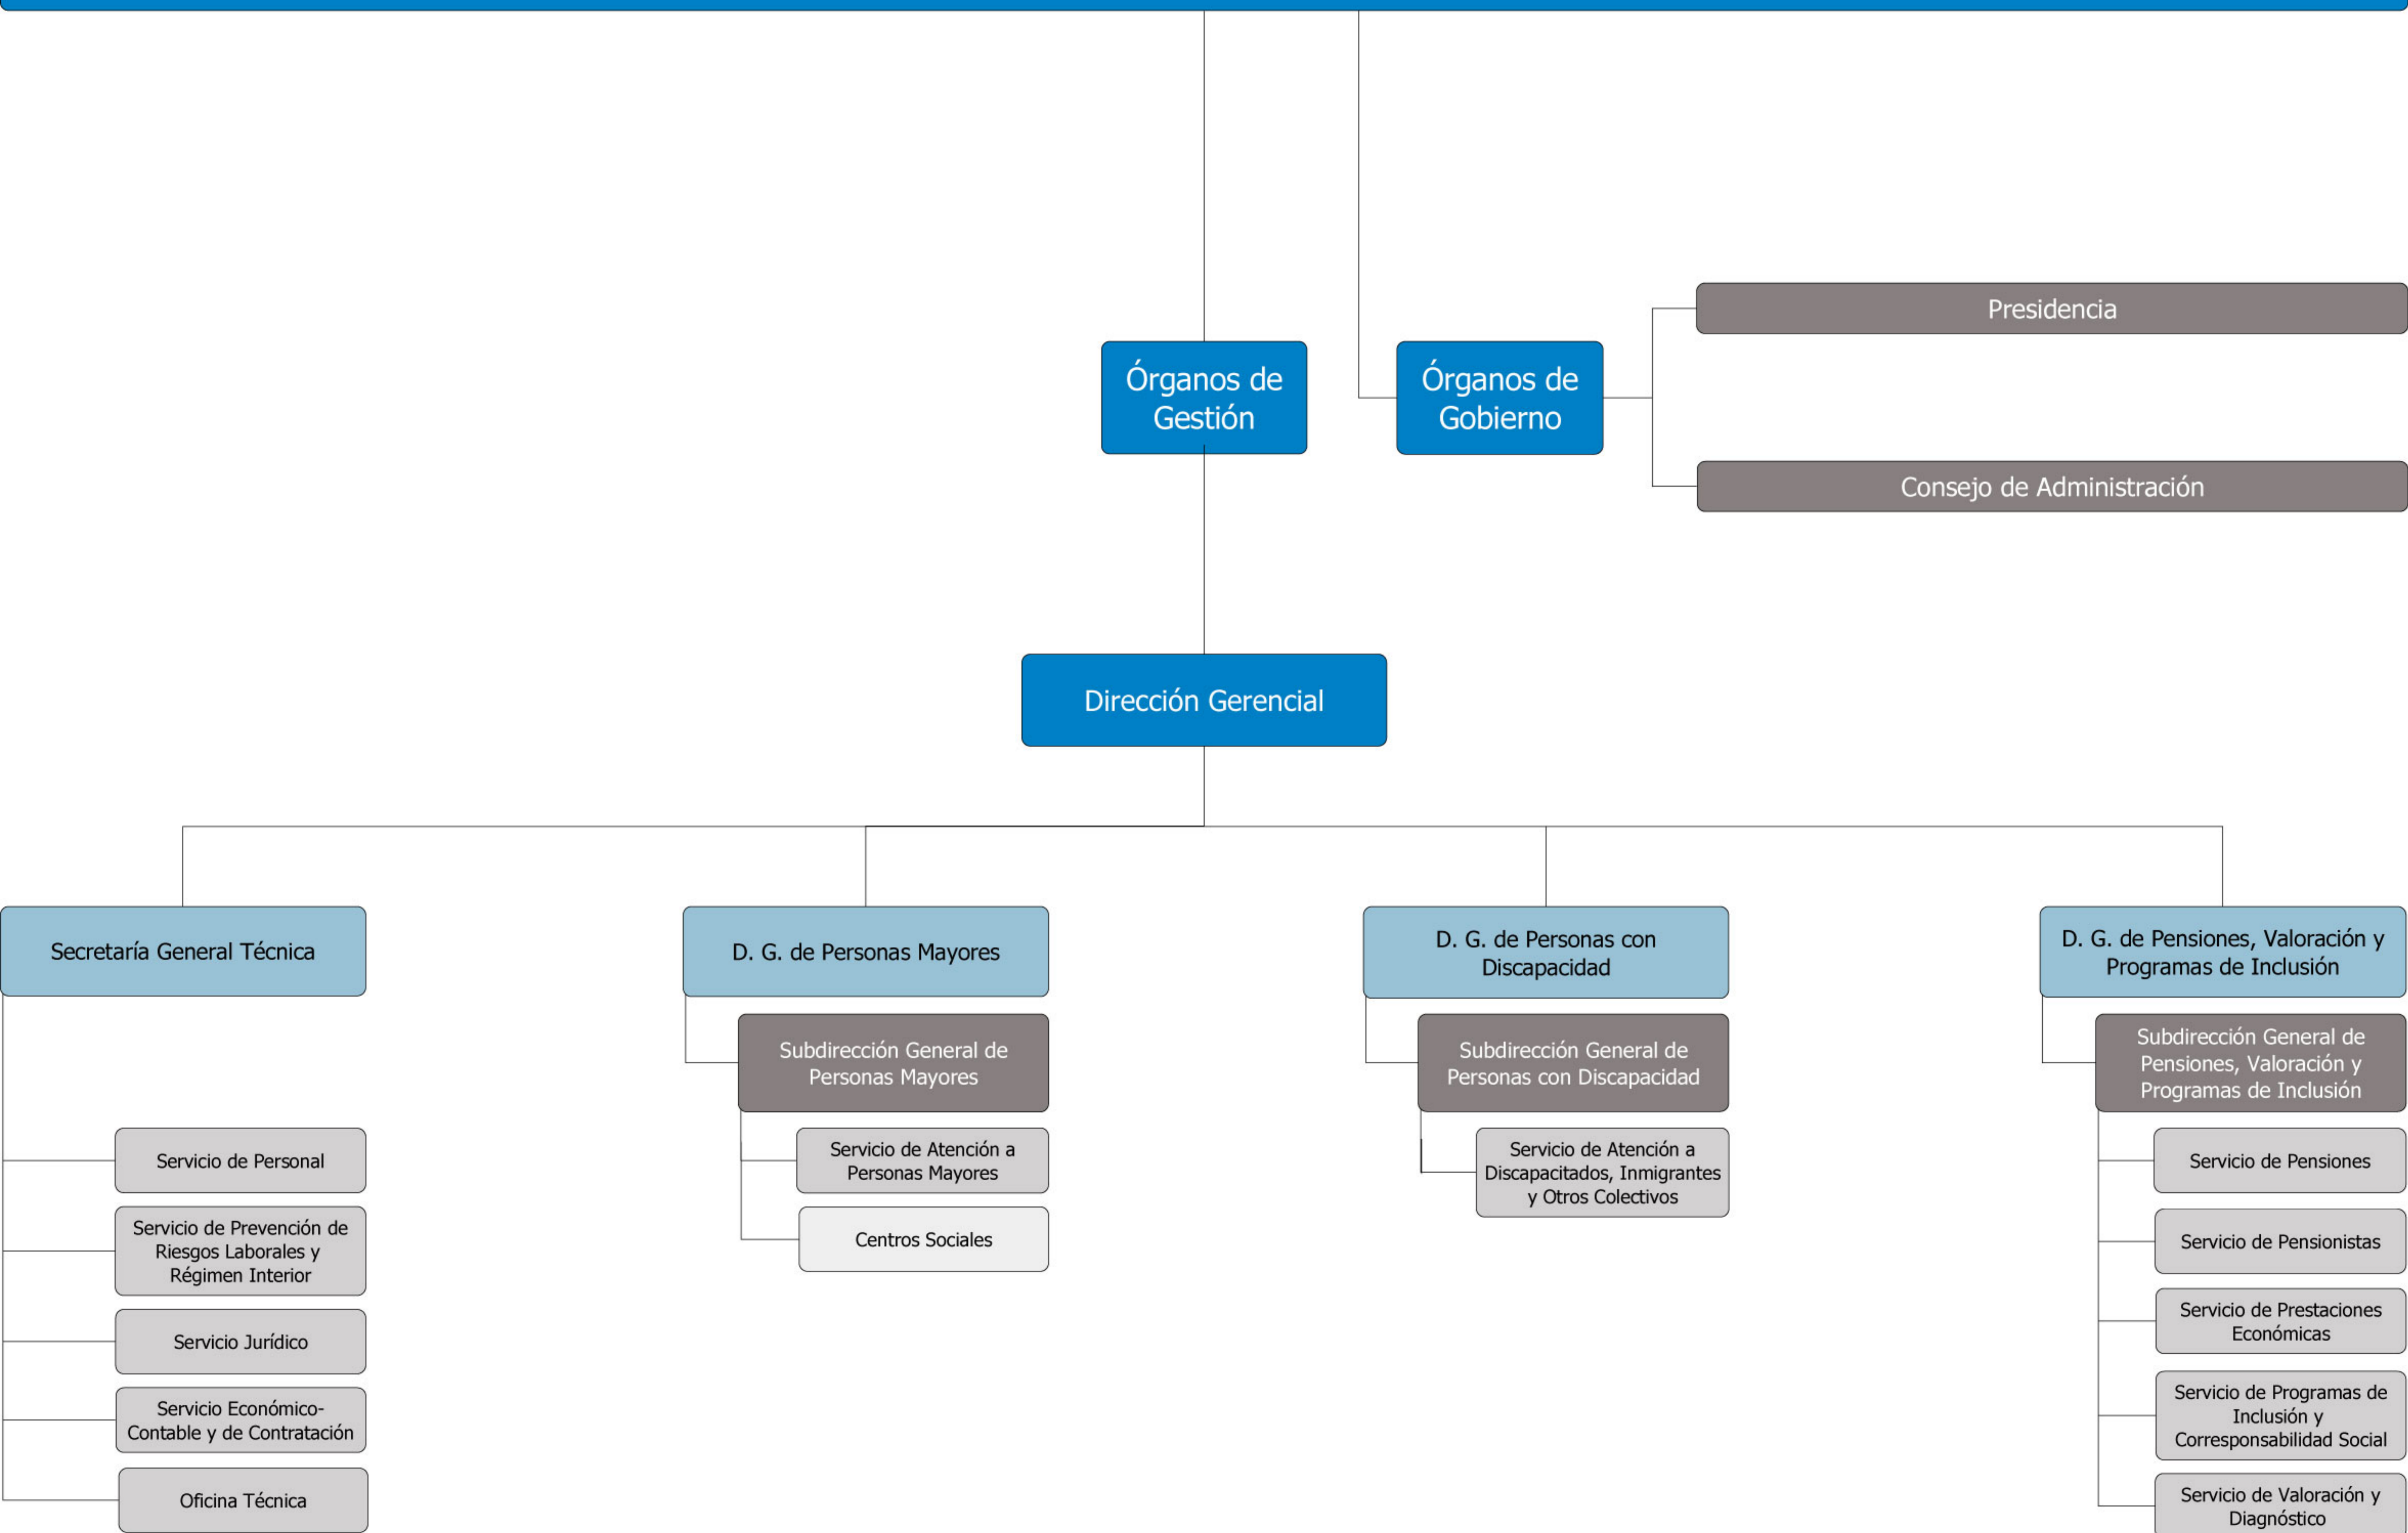 Presidencia
Órganos de
Gestión
Órganos de
Gobierno
Consejo de Administración
Dirección Gerencial
Secretaría General Técnica
Servicio de Personal
Servicio de Prevención de
Riesgos Laborales y
Régimen Interior
Servicio Jurídico
Servicio Económico-
Contable y de Contratación
Oficina Técnica
D. G. de Personas Mayores
Subdirección General de
Personas Mayores
Servicio de Atención a
Personas Mayores
Centros Sociales
D. G. de Personas con
Discapacidad
Subdirección General de
Personas con Discapacidad
Servicio de Atención a
Discapacitados, Inmigrantes
y Otros Colectivos
D. G. de Pensiones, Valoración y
Programas de Inclusión
Subdirección General de
Pensiones, Valoración y
Programas de Inclusión
Servicio de Pensiones
Servicio de Pensionistas
Servicio de Prestaciones
Económicas
Servicio de Programas de
Inclusión y
Corresponsabilidad Social
Servicio de Valoración y
Diagnóstico